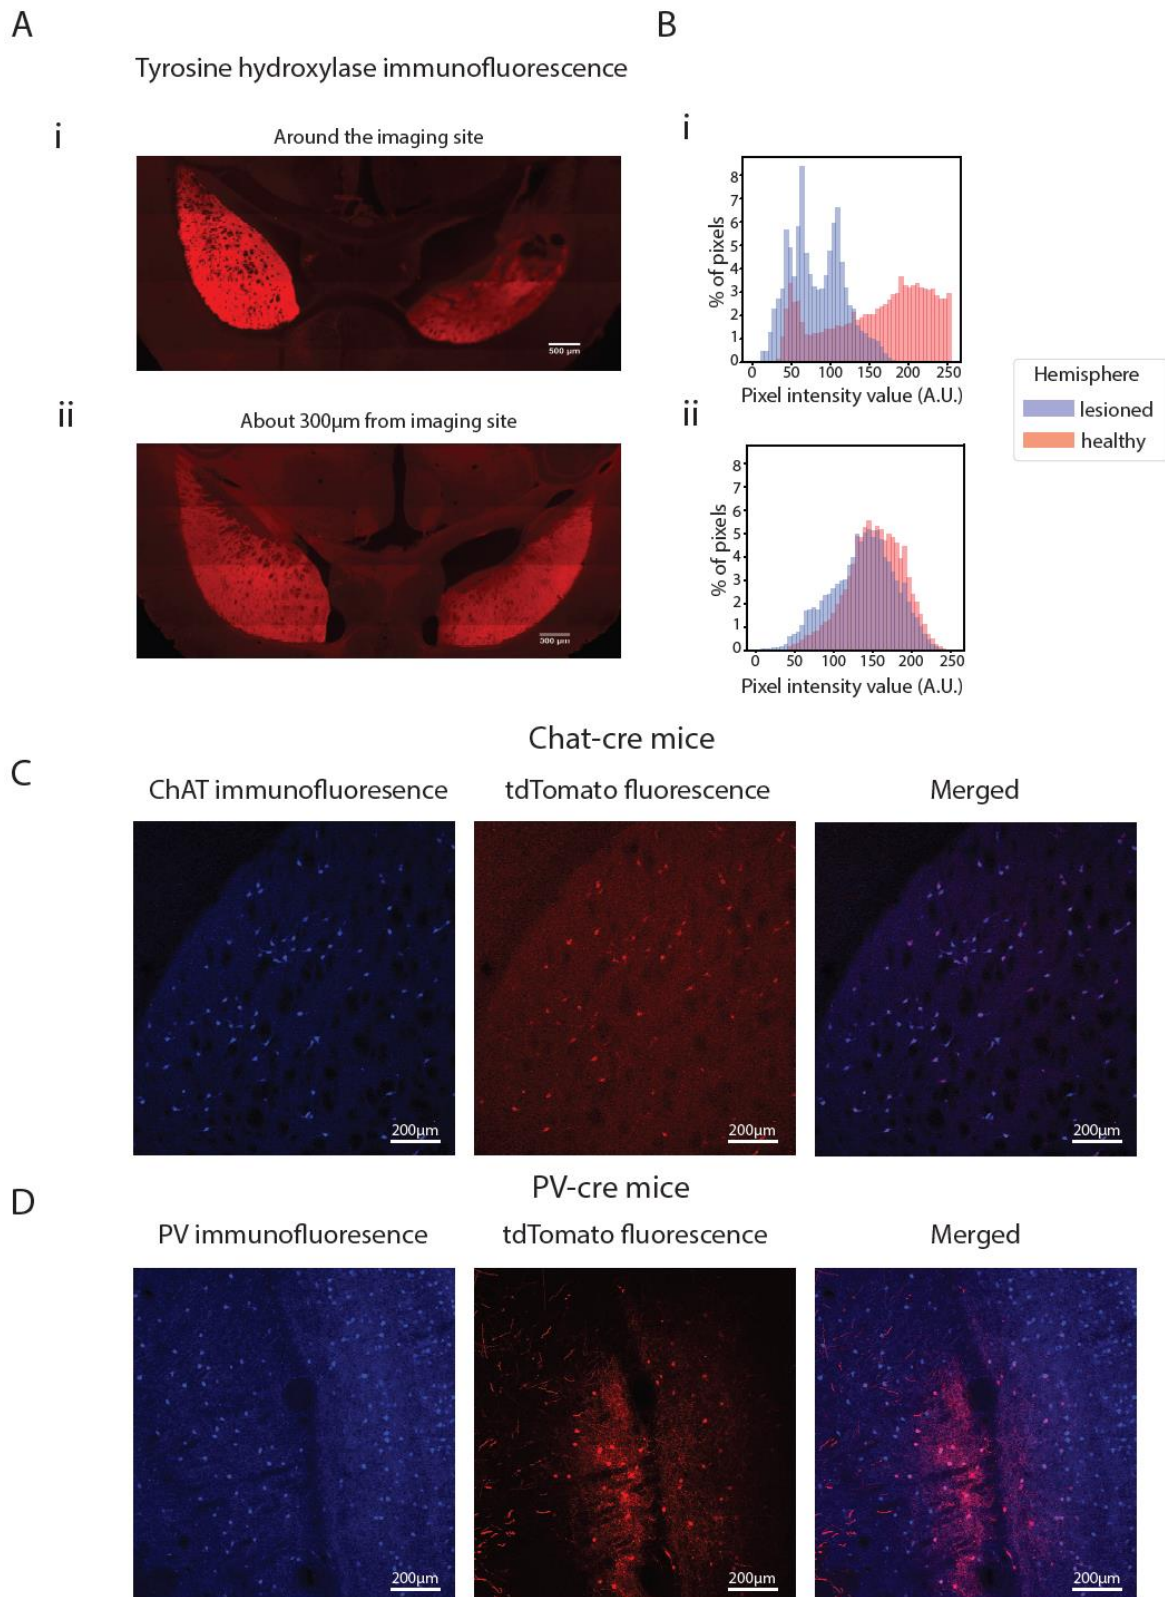 A
B
Tyrosine hydroxylase immunofluorescence
i
Around the imaging site
500 µm
ii
About 300µm from imaging site
300 µm
i
% of pixels
8
7
6
5
4
3
2
1
0
0 50 100 150 200 250
Pixel intensity value (A.U.)
ii
% of pixels
8
7
6
5
4
3
2
1
0
0 50 100 150 200 250
Pixel intensity value (A.U.)
Hemisphere
lesioned
healthy
Chat-cre mice
C
ChAT immunofluoresence
tdTomato fluorescence
Merged
200µm
200µm
200µm
PV-cre mice
D
PV immunofluoresence
tdTomato fluorescence
Merged
200µm
200µm
200µm